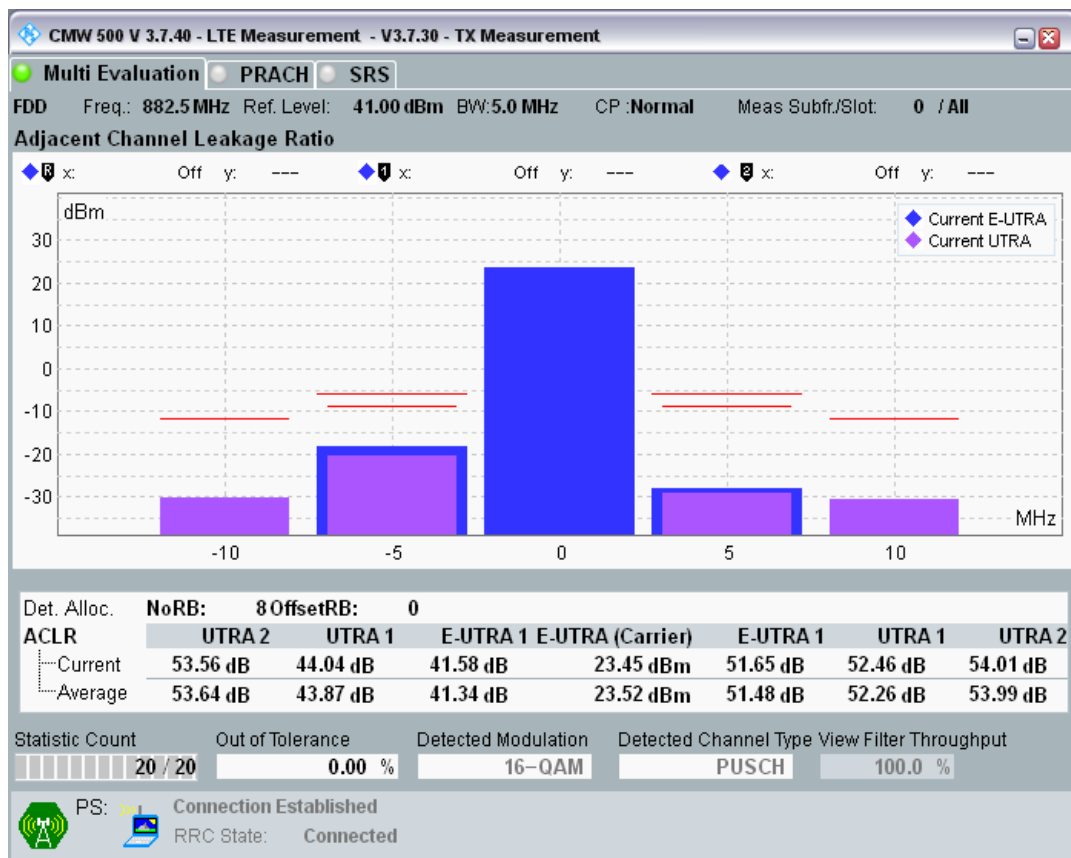 CMW 500 V 3.7.40 - LTE Measurement - V3.7.30 - TX Measurement
Multi Evaluation PRACH SRS
FDD Freq.: 882.5 MHz Ref. Level: 41.00 dBm BW:5.0 MHz CP :Normal Meas Subfr./Slot: 0 / All
Adjacent Channel Leakage Ratio
R x: Off y: --- 1 x: Off y: --- 2 x: Off y: ---
dBm
Current E-UTRA
Current UTRA
30
20
10
0
-10
-20
-30
MHz
-10 -5 0 5 10
Det. Alloc. NoRB: 8 OffsetRB: 0
ACLR UTRA 2 UTRA 1 E-UTRA 1 E-UTRA (Carrier) E-UTRA 1 UTRA 1 UTRA 2
Current 53.56 dB 44.04 dB 41.58 dB 23.45 dBm 51.65 dB 52.46 dB 54.01 dB
Average 53.64 dB 43.87 dB 41.34 dB 23.52 dBm 51.48 dB 52.26 dB 53.99 dB
Statistic Count Out of Tolerance Detected Modulation Detected Channel Type View Filter Throughput
20 / 20 0.00 % 16-QAM PUSCH 100.0 %
PS: Connection Established
RRC State: Connected